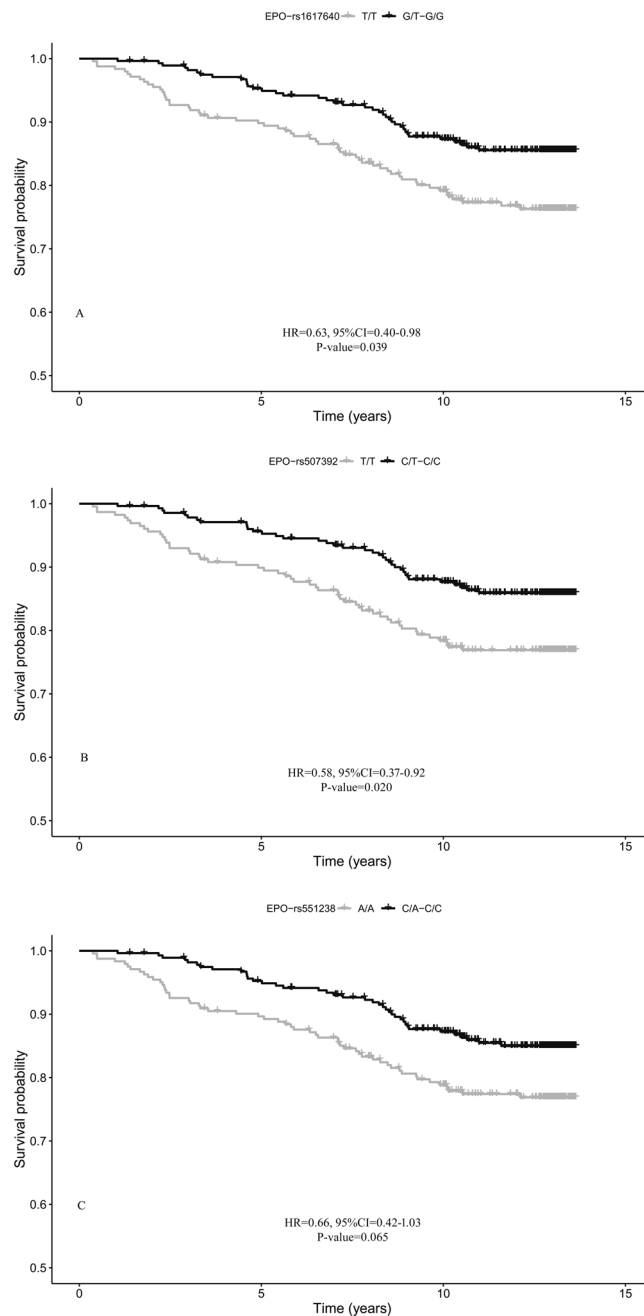 EPO−rs1617640 T/T G/T−G/G
1.0
0.9
0.8
0.7
0.6
0.5
Survival probability
A
HR=0.63, 95%CI=0.40-0.98
P-value=0.039
0 5 10 15
Time (years)
EPO−rs507392 T/T C/T−C/C
1.0
0.9
0.8
0.7
0.6
0.5
Survival probability
B
HR=0.58, 95%CI=0.37-0.92
P-value=0.020
0 5 10 15
Time (years)
EPO−rs551238 A/A C/A−C/C
1.0
0.9
0.8
0.7
0.6
0.5
Survival probability
C
HR=0.66, 95%CI=0.42-1.03
P-value=0.065
0 5 10 15
Time (years)